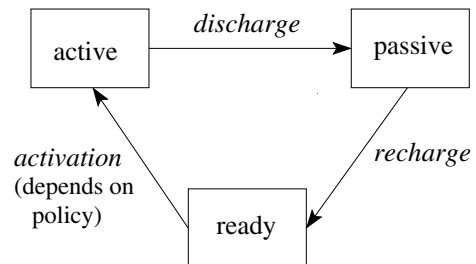 discharge
active
passive
activation
(depends on
policy)
recharge
ready